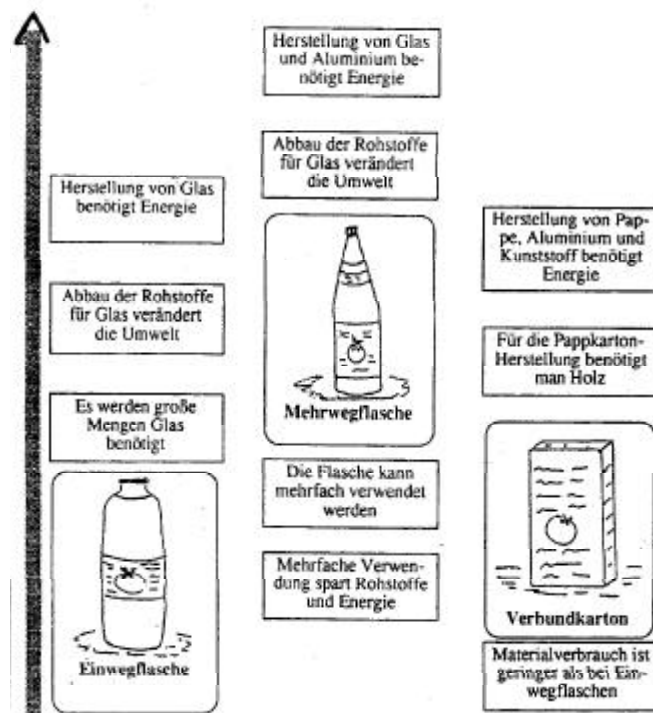 Herstellung von Glas
benötigt Energie
Abbau der Rohstoffe
für Glas verändert
die Umwelt
Es werden große
Mengen Glas
benötigt
Einwegflasche
Herstellung von Glas
und Aluminium be-
nötigt Energie
Abbau der Rohstoffe
für Glas verändert
die Umwelt
Mehrwegflasche
Die Flasche kann
mehrfach verwendet
werden
Mehrfache Verwen-
dung spart Rohstoffe
und Energie
Herstellung von Pap-
pe, Aluminium und
Kunststoff benötigt
Energie
Für die Pappkarton-
Herstellung benötigt
man Holz
Verbundkarton
Materialverbrauch ist
geringer als bei Ein-
wegflaschen